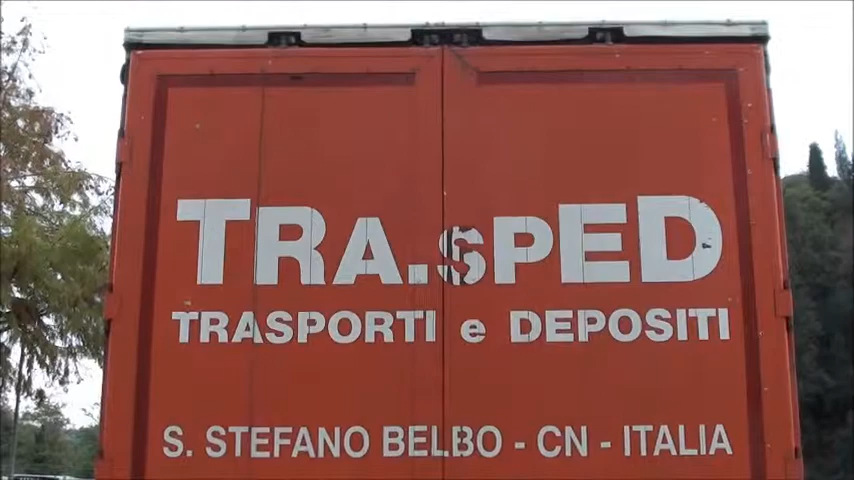 TRA.SPED
TRASPORTI e DEPOSITI
S. STEFANO BELBO - CN - ITALIA